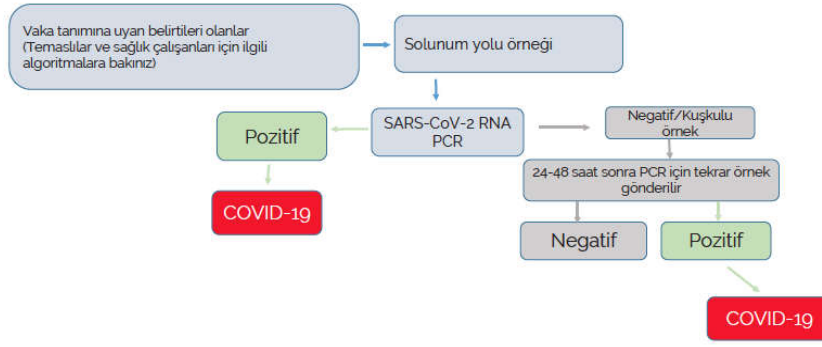 Vaka tanımına uyan belirtileri olanlar
(Temaslılar ve sağlık çalışanları için ilgili
algoritmalara bakınız)
Solunum yolu örneği
SARS-CoV-2 RNA
PCR
Pozitif
COVID-19
Negatif/Kuşkulu
örnek
24-48 saat sonra PCR için tekrar örnek
gönderilir
Negatif
Pozitif
COVID-19